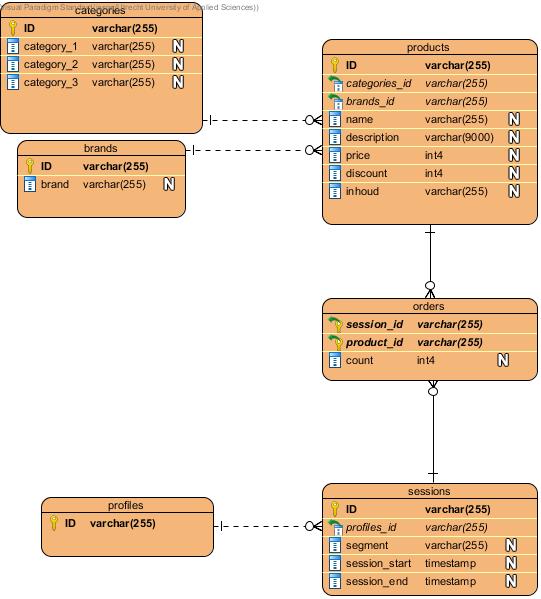 isual Paradigm Standard Utrecht University of Applied Sciences))
categories
ID varchar(255)
category_1 varchar(255) N
category_2 varchar(255) N
category_3 varchar(255) N
brands
ID varchar(255)
brand varchar(255) N
products
ID varchar(255)
categories_id varchar(255)
brands_id varchar(255)
name varchar(255) N
description varchar(9000) N
price int4 N
discount int4 N
inhoud varchar(255) N
orders
session_id varchar(255)
product_id varchar(255)
count int4 N
profiles
ID varchar(255)
sessions
ID varchar(255)
profiles_id varchar(255)
segment varchar(255) N
session_start timestamp N
session_end timestamp N